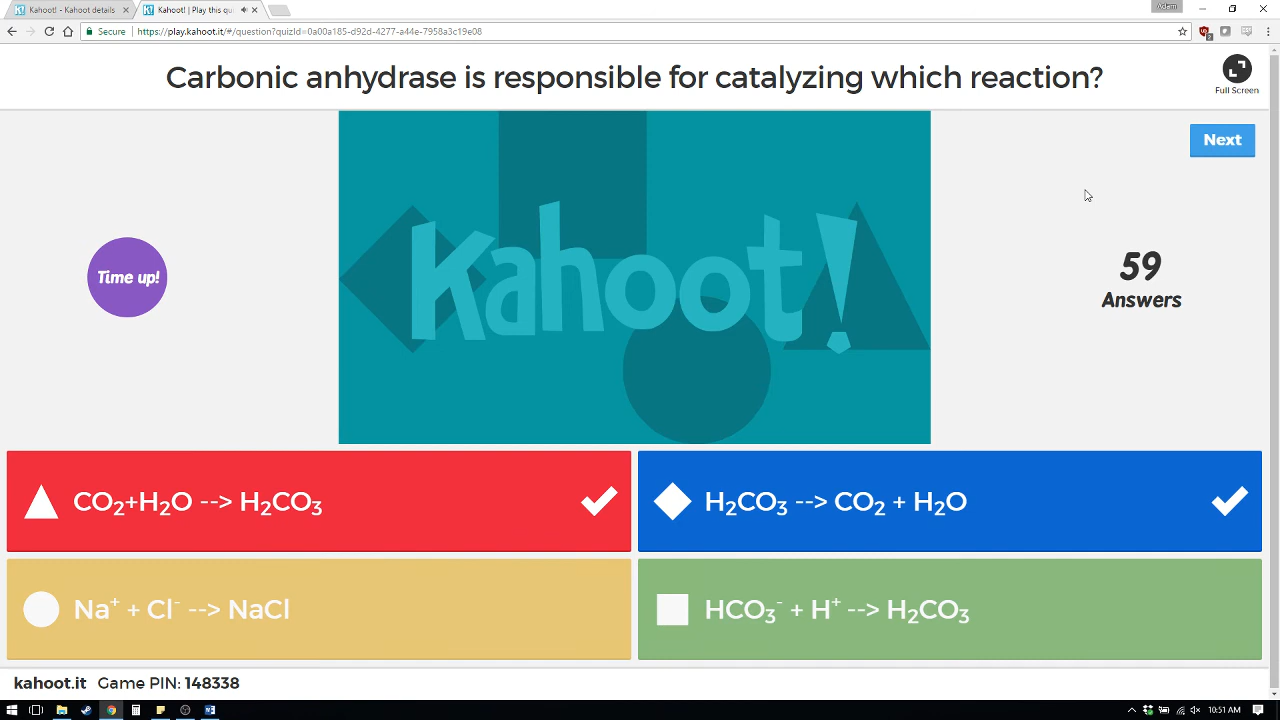 Kahoot! - Kahoot details
Kahoot! | Play this qu
Adam
Secure
https://play.kahoot.it/#/question?quizId=0a00a185-d92d-4277-a44e-7958a3c19e08
2
Carbonic anhydrase is responsible for catalyzing which reaction?
Full Screen
Next
Kahoot!
Time up!
59
Answers
CO₂+H₂O --> H₂CO₃
H₂CO₃ --> CO₂ + H₂O
Na⁺ + Cl⁻ --> NaCl
HCO₃⁻ + H⁺ --> H₂CO₃
kahoot.it Game PIN: 148338
10:51 AM